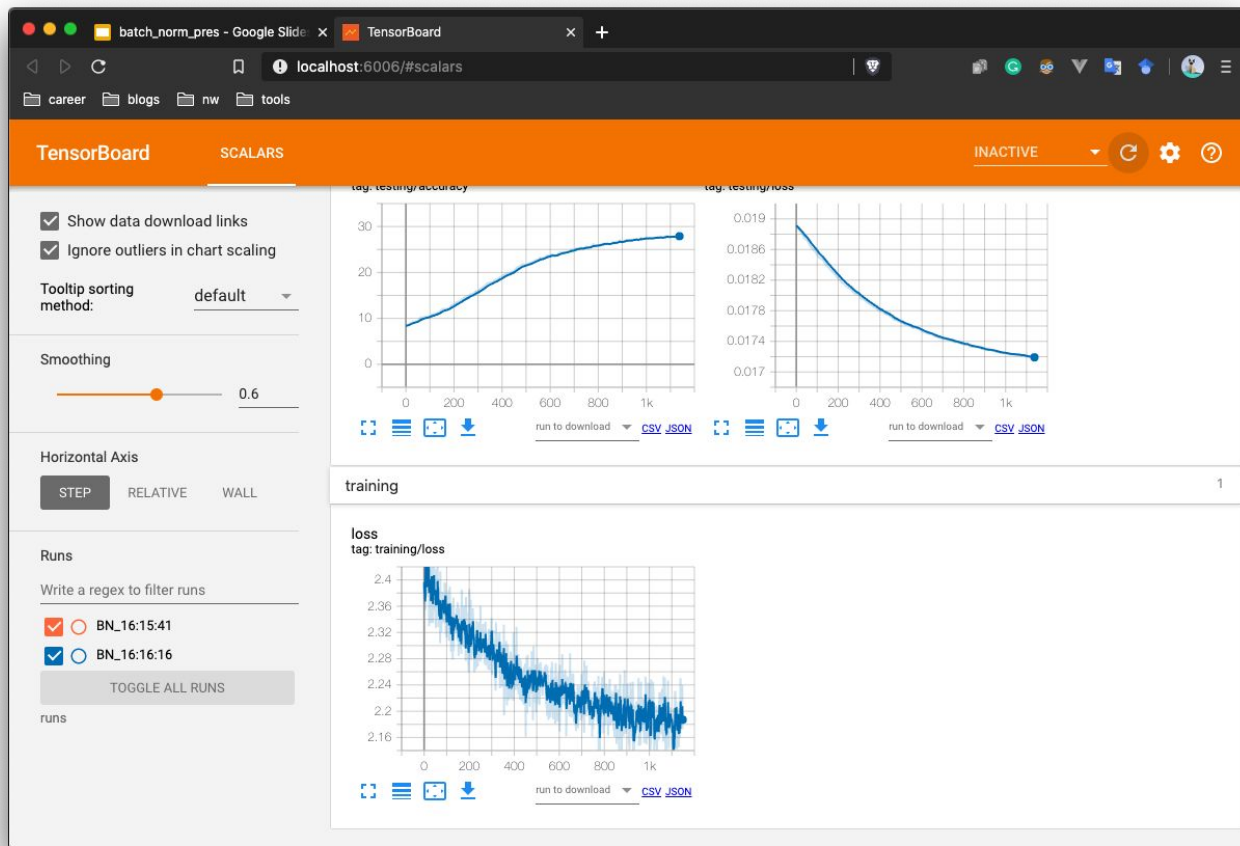 batch_norm_pres - Google Slide
TensorBoard
localhost:6006/#scalars
career blogs nw tools
TensorBoard SCALARS INACTIVE
tag: testing/accuracy tag: testing/loss
Show data download links
Ignore outliers in chart scaling
Tooltip sorting
method: default
Smoothing
0.6
Horizontal Axis
STEP RELATIVE WALL
Runs
Write a regex to filter runs
BN_16:15:41
BN_16:16:16
TOGGLE ALL RUNS
runs
30
20
10
0
0 200 400 600 800 1k
run to download CSV JSON
0.019
0.0186
0.0182
0.0178
0.0174
0.017
0 200 400 600 800 1k
run to download CSV JSON
training 1
loss
tag: training/loss
2.4
2.36
2.32
2.28
2.24
2.2
2.16
0 200 400 600 800 1k
run to download CSV JSON